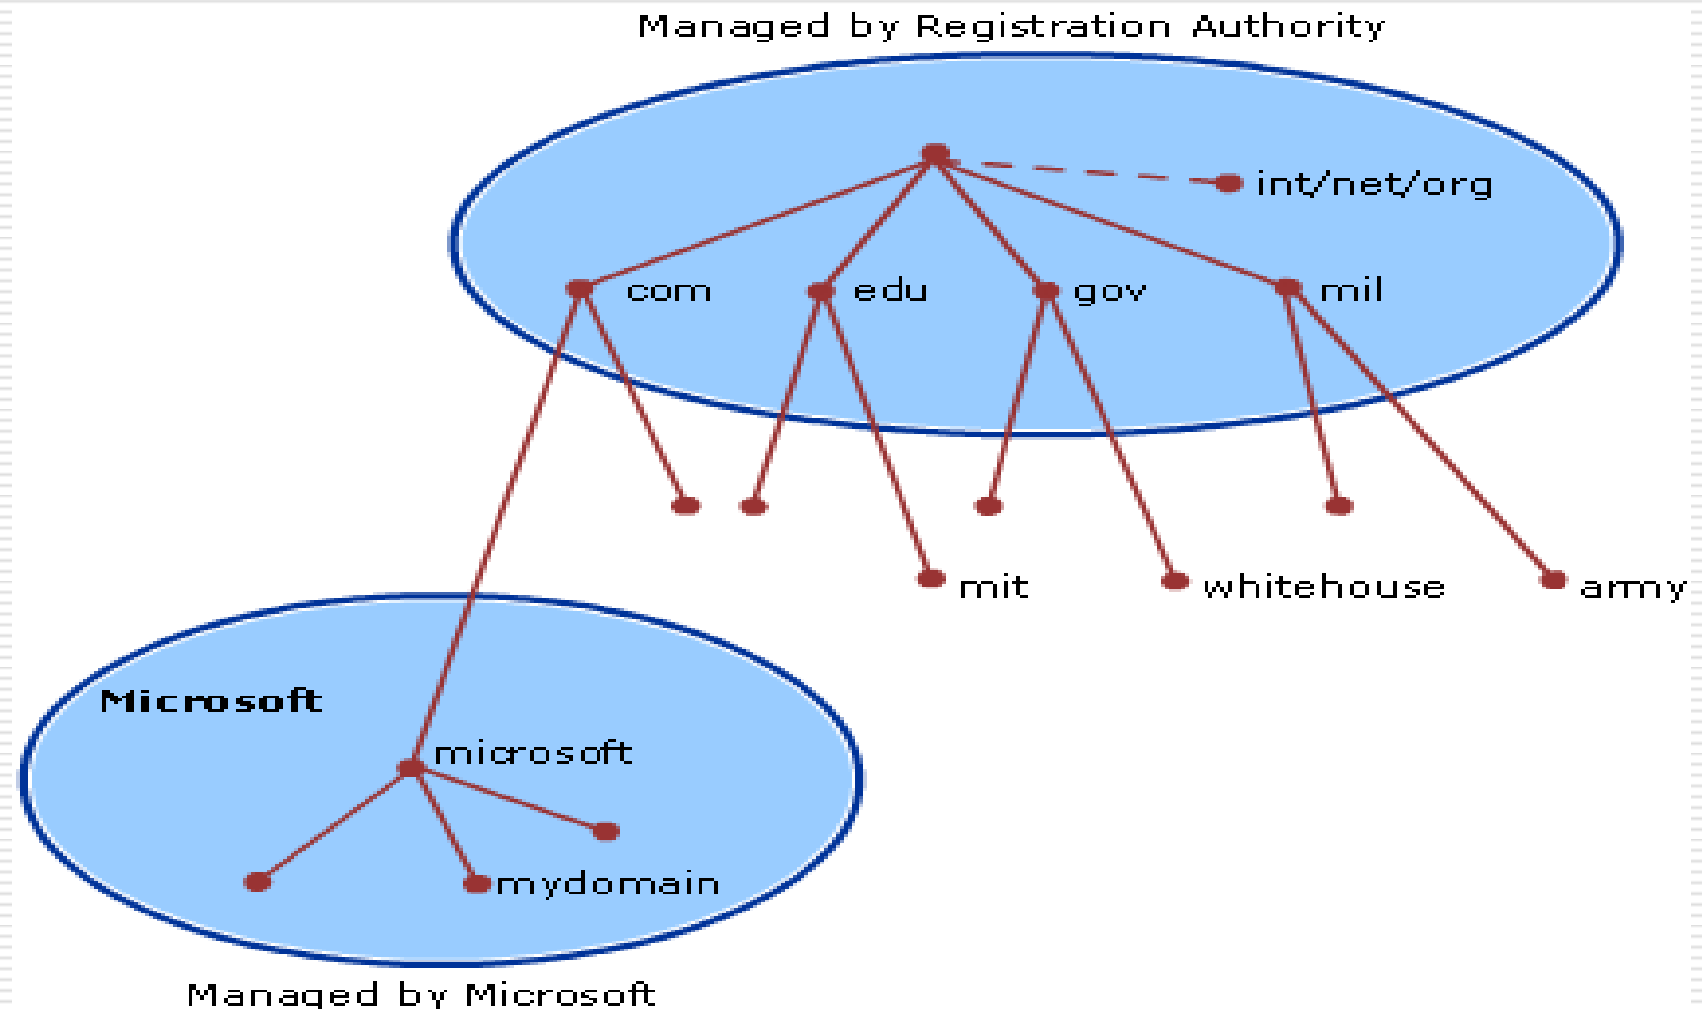 Managed by Registration Authority
int/net/org
com
edu
gov
mil
mit
whitehouse
army
Microsoft
microsoft
mydomain
Managed by Microsoft